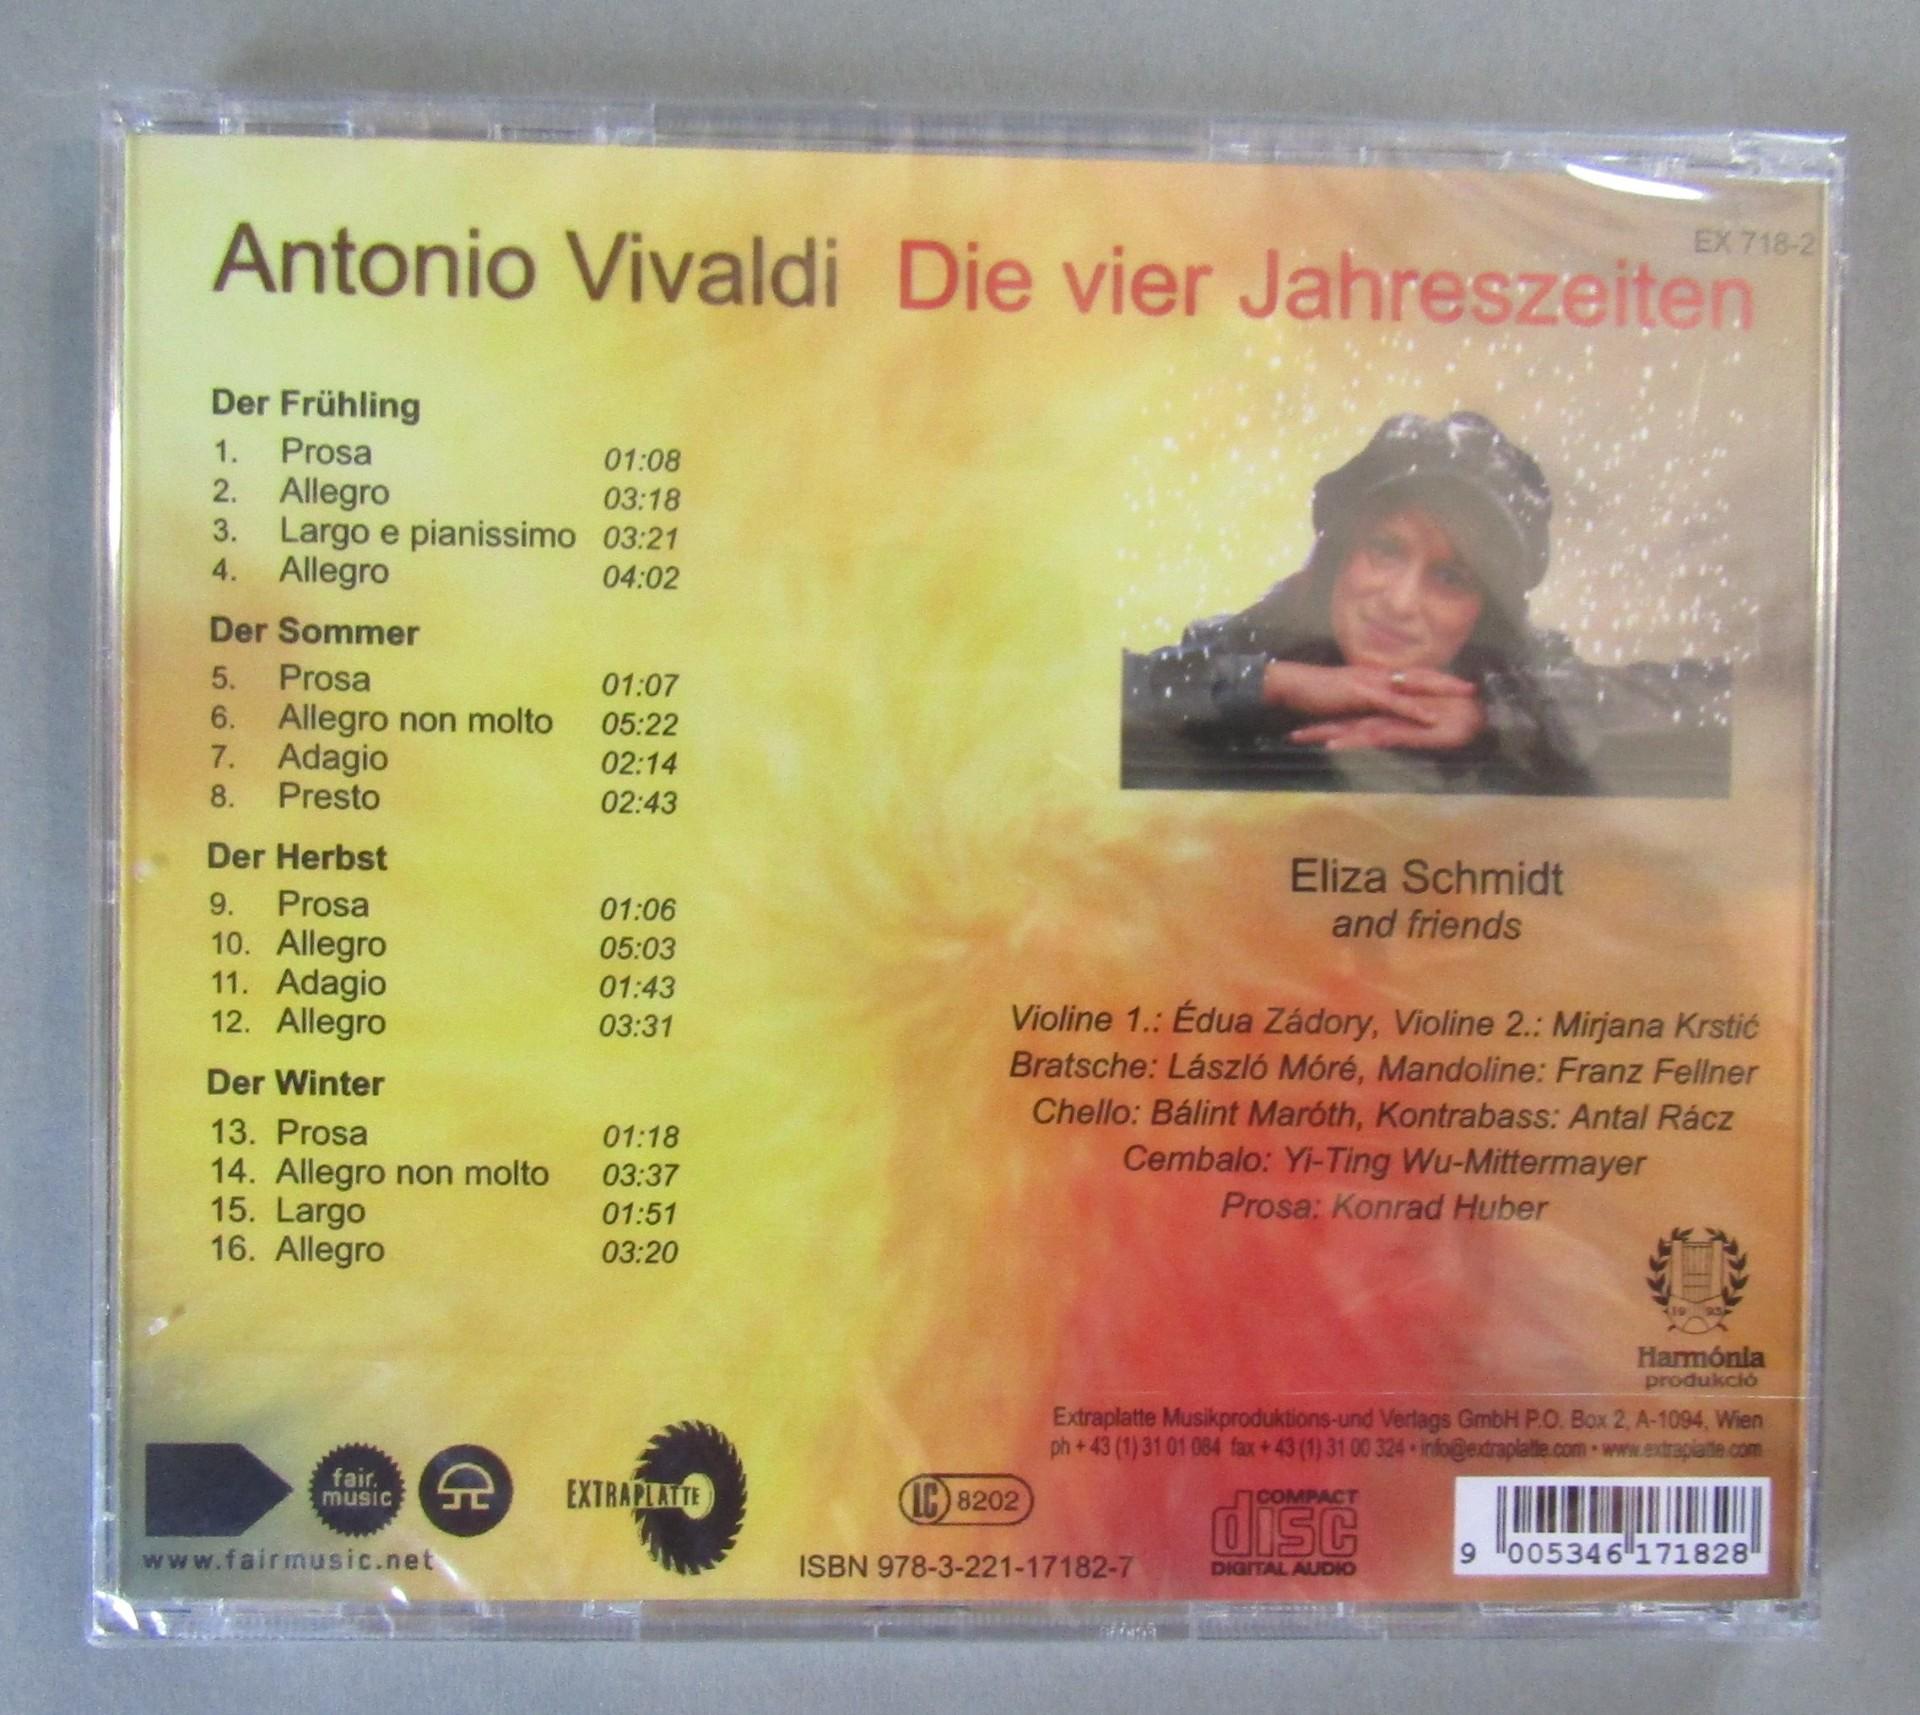 EX 718-2
Antonio Vivaldi Die vier Jahreszeiten
Der Frühling
1. Prosa 01:08
2. Allegro 03:18
3. Largo e pianissimo 03:21
4. Allegro 04:02
Der Sommer
5. Prosa 01:07
6. Allegro non molto 05:22
7. Adagio 02:14
8. Presto 02:43
Der Herbst
9. Prosa 01:06
10. Allegro 05:03
11. Adagio 01:43
12. Allegro 03:31
Der Winter
13. Prosa 01:18
14. Allegro non molto 03:37
15. Largo 01:51
16. Allegro 03:20
Eliza Schmidt
and friends
Violine 1.: Édua Zádory, Violine 2.: Mirjana Krstić
Bratsche: László Móré, Mandoline: Franz Fellner
Chello: Bálint Maróth, Kontrabass: Antal Rácz
Cembalo: Yi-Ting Wu-Mittermayer
Prosa: Konrad Huber
19 93
Harmónia
produkció
Extraplatte Musikproduktions-und Verlags GmbH P.O. Box 2, A-1094, Wien
ph + 43 (1) 31 01 084 fax + 43 (1) 31 00 324 • info@extraplatte.com • www.extraplatte.com
fair.
music
www.fairmusic.net
EXTRAPLATTE
LC 8202
ISBN 978-3-221-17182-7
COMPACT
disc
DIGITAL AUDIO
9 005346 171828